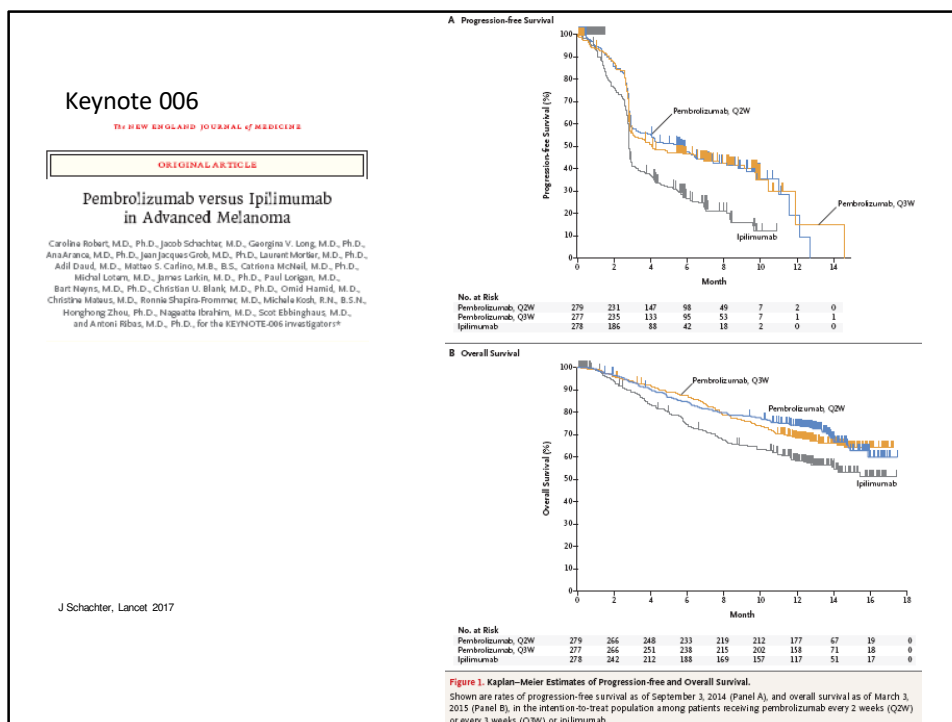 Keynote 006
The NEW ENGLAND JOURNAL of MEDICINE
ORIGINAL ARTICLE
Pembrolizumab versus Ipilimumab
in Advanced Melanoma
Caroline Robert, M.D., Ph.D., Jacob Schachter, M.D., Georgina V. Long, M.D., Ph.D.,
Ana Arance, M.D., Ph.D., Jean Jacques Grob, M.D., Ph.D., Laurent Mortier, M.D., Ph.D.,
Adil Daud, M.D., Matteo S. Carlino, M.B., B.S., Catriona McNeil, M.D., Ph.D.,
Michal Lotem, M.D., James Larkin, M.D., Ph.D., Paul Lorigan, M.D.,
Bart Neyns, M.D., Ph.D., Christian U. Blank, M.D., Ph.D., Omid Hamid, M.D.,
Christine Mateus, M.D., Ronnie Shapira-Frommer, M.D., Michele Kosh, R.N., B.S.N.,
Honghong Zhou, Ph.D., Nageatte Ibrahim, M.D., Scot Ebbinghaus, M.D.,
and Antoni Ribas, M.D., Ph.D., for the KEYNOTE-006 investigators*
J Schachter, Lancet 2017
A Progression-free Survival
Progression-free Survival (%)
100
90
80
70
60
50
40
30
20
10
0
Pembrolizumab, Q2W
Pembrolizumab, Q3W
Ipilimumab
0 2 4 6 8 10 12 14
Month
No. at Risk
Pembrolizumab, Q2W 279 231 147 98 49 7 2 0
Pembrolizumab, Q3W 277 235 133 95 53 7 1 1
Ipilimumab 278 186 88 42 18 2 0 0
B Overall Survival
Overall Survival (%)
100
90
80
70
60
50
40
30
20
10
0
Pembrolizumab, Q3W
Pembrolizumab, Q2W
Ipilimumab
0 2 4 6 8 10 12 14 16 18
Month
No. at Risk
Pembrolizumab, Q2W 279 266 248 233 219 212 177 67 19 0
Pembrolizumab, Q3W 277 266 251 238 215 202 158 71 18 0
Ipilimumab 278 242 212 188 169 157 117 51 17 0
Figure 1. Kaplan–Meier Estimates of Progression-free and Overall Survival.
Shown are rates of progression-free survival as of September 3, 2014 (Panel A), and overall survival as of March 3,
2015 (Panel B), in the intention-to-treat population among patients receiving pembrolizumab every 2 weeks (Q2W)
or every 3 weeks (Q3W) or ipilimumab.